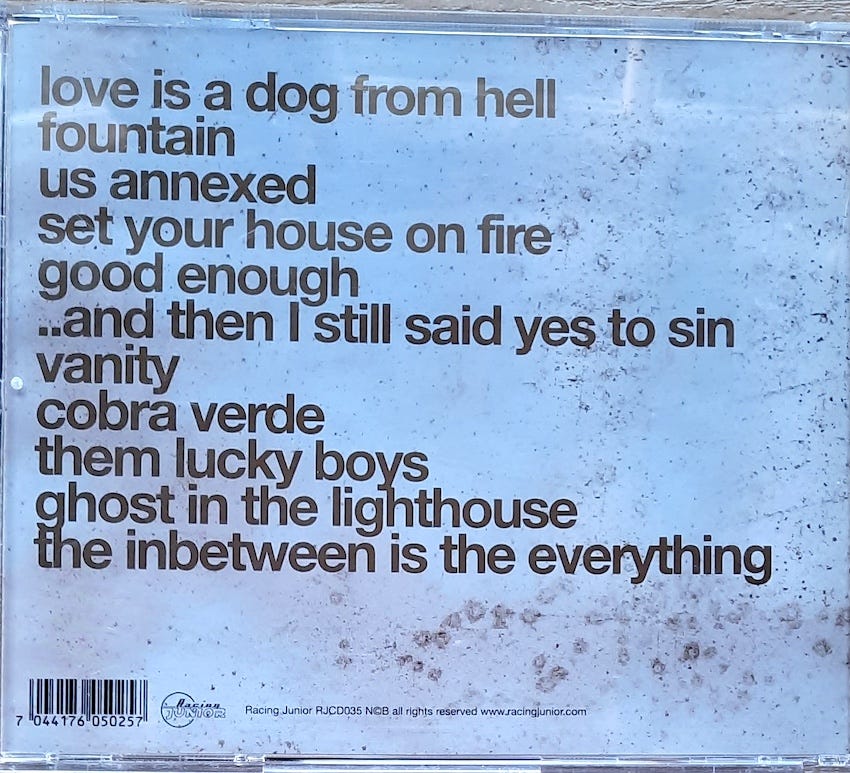 love is a dog from hell
fountain
us annexed
set your house on fire
good enough
..and then I still said yes to sin
vanity
cobra verde
them lucky boys
ghost in the lighthouse
the inbetween is the everything
7 044176 050257
Racing
JUNIOR
Racing Junior RJCD035 N©B all rights reserved www.racingjunior.com